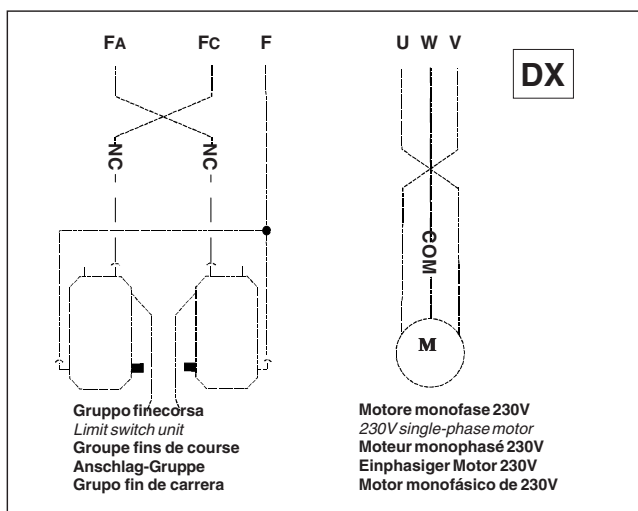 FA FC F U W V
DX
NC NC
COM
M
Gruppo finecorsa
Limit switch unit
Groupe fins de course
Anschlag-Gruppe
Grupo fin de carrera
Motore monofase 230V
230V single-phase motor
Moteur monophasé 230V
Einphasiger Motor 230V
Motor monofásico de 230V